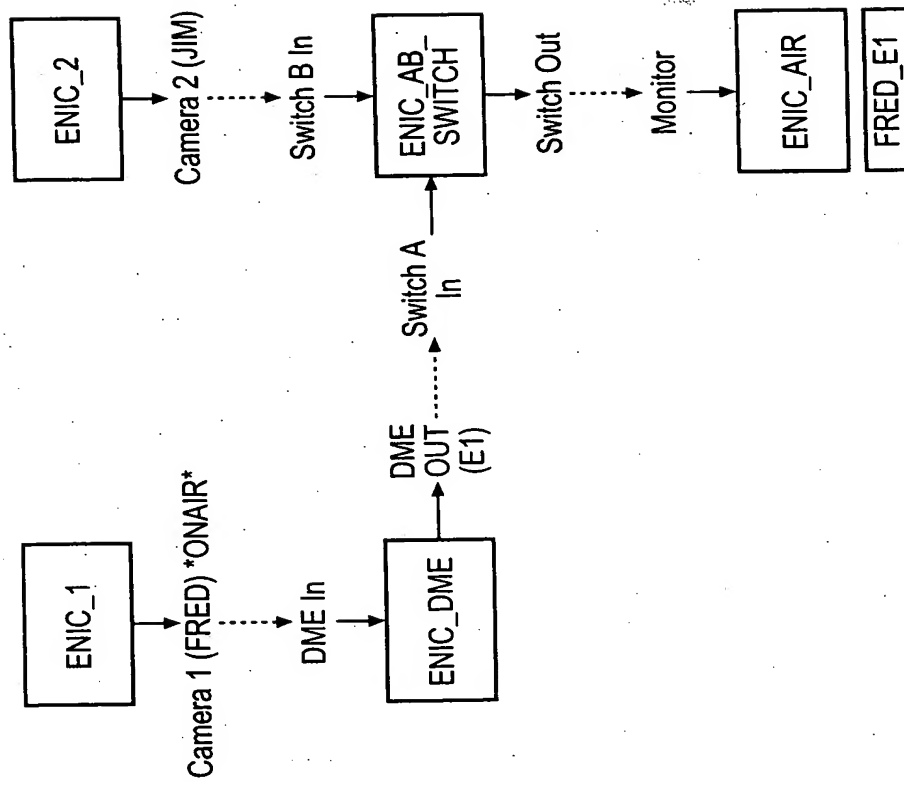 ENIC_1
Camera 1 (FRED) *ONAIR*
DME In
ENIC_DME
DME
OUT
(E1)
Switch A
In
ENIC_2
Camera 2 (JIM)
Switch B In
ENIC_AB_
SWITCH
Switch Out
Monitor
ENIC_AIR
FRED_E1